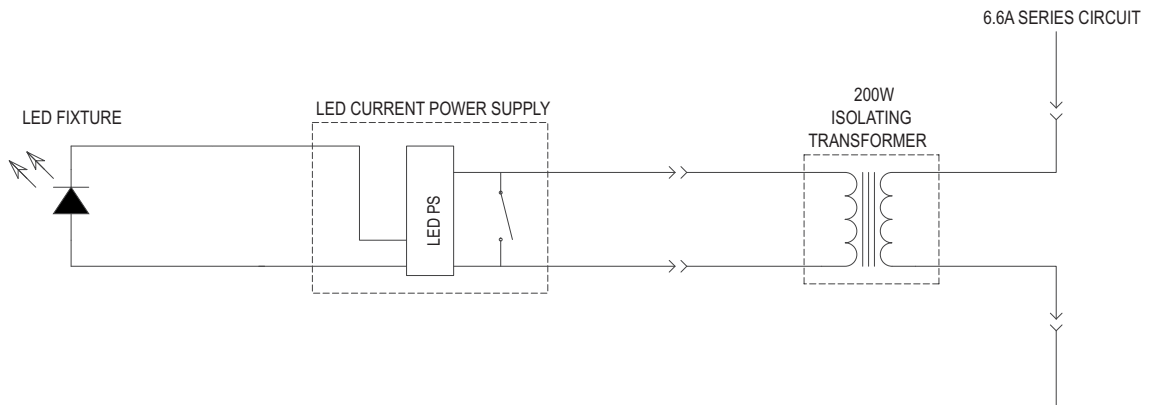 6.6A SERIES CIRCUIT
200W
ISOLATING
TRANSFORMER
LED CURRENT POWER SUPPLY
LED FIXTURE
LED PS